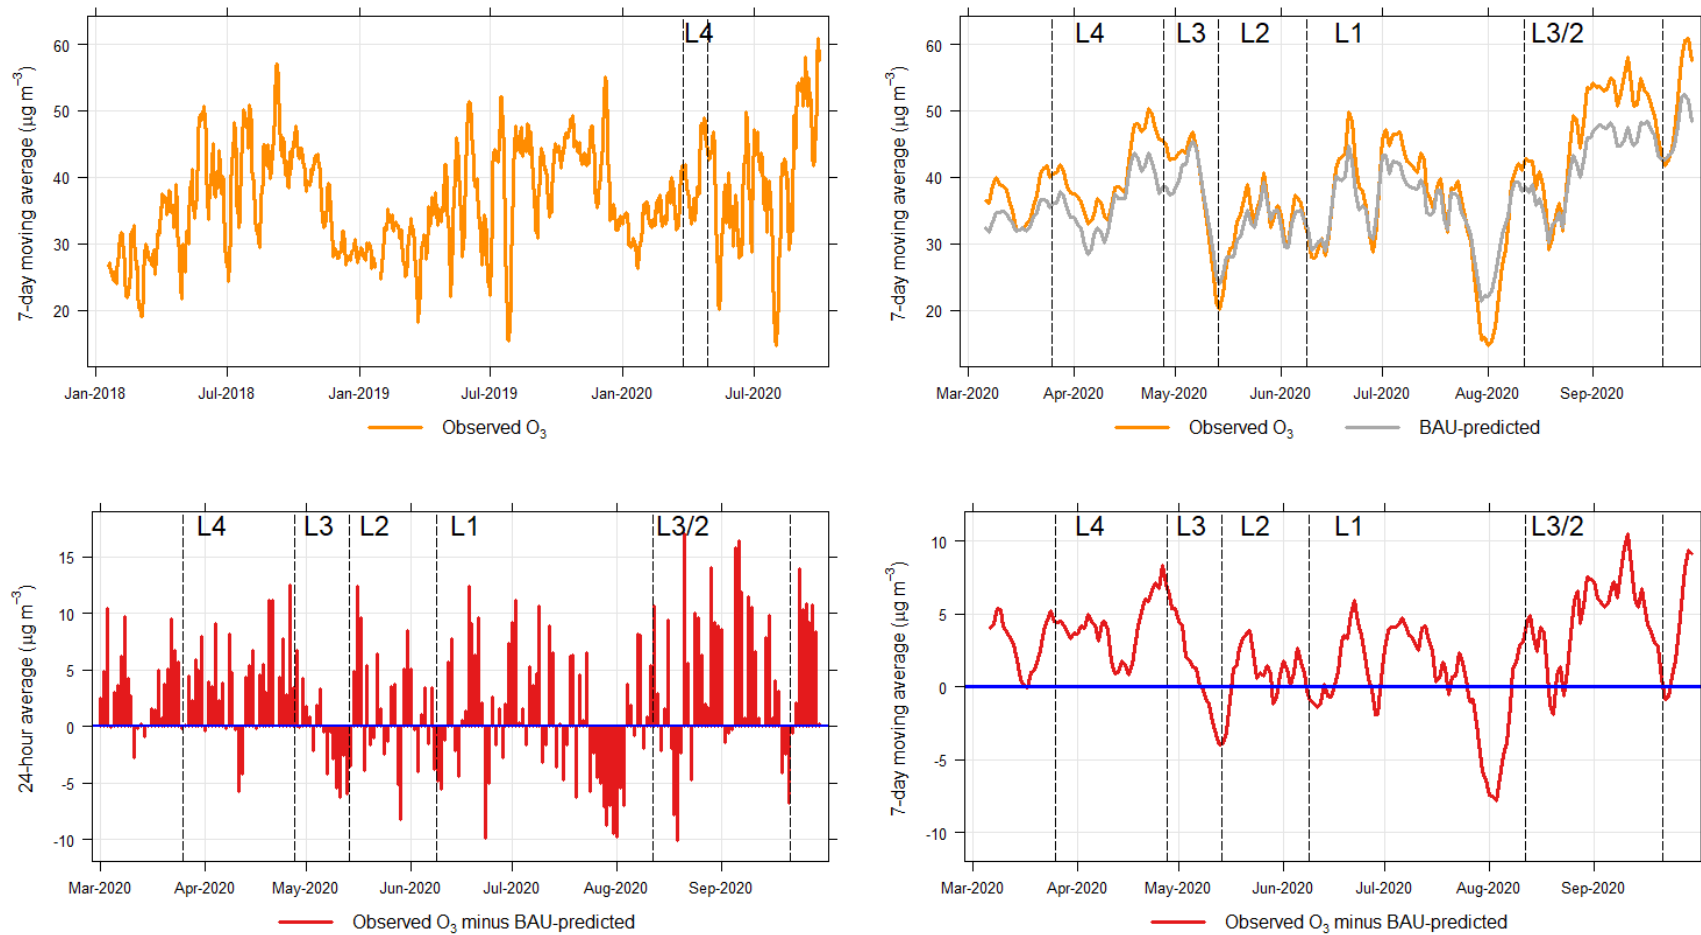 L4
7-day moving average (µg m⁻³)
60
50
40
30
20
Jan-2018
Jul-2018
Jan-2019
Jul-2019
Jan-2020
Jul-2020
Observed O₃
L4
L3
L2
L1
L3/2
7-day moving average (µg m⁻³)
60
50
40
30
20
Mar-2020
Apr-2020
May-2020
Jun-2020
Jul-2020
Aug-2020
Sep-2020
Observed O₃
BAU-predicted
L4
L3
L2
L1
L3/2
24-hour average (µg m⁻³)
15
10
5
0
-5
-10
Mar-2020
Apr-2020
May-2020
Jun-2020
Jul-2020
Aug-2020
Sep-2020
Observed O₃ minus BAU-predicted
L4
L3
L2
L1
L3/2
7-day moving average (µg m⁻³)
10
5
0
-5
-10
Mar-2020
Apr-2020
May-2020
Jun-2020
Jul-2020
Aug-2020
Sep-2020
Observed O₃ minus BAU-predicted